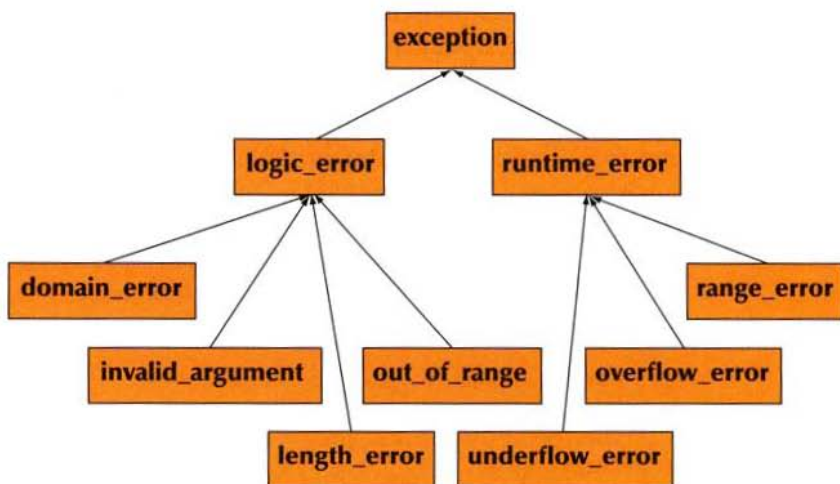 exception
logic_error
runtime_error
domain_error
range_error
invalid_argument
out_of_range
overflow_error
length_error
underflow_error